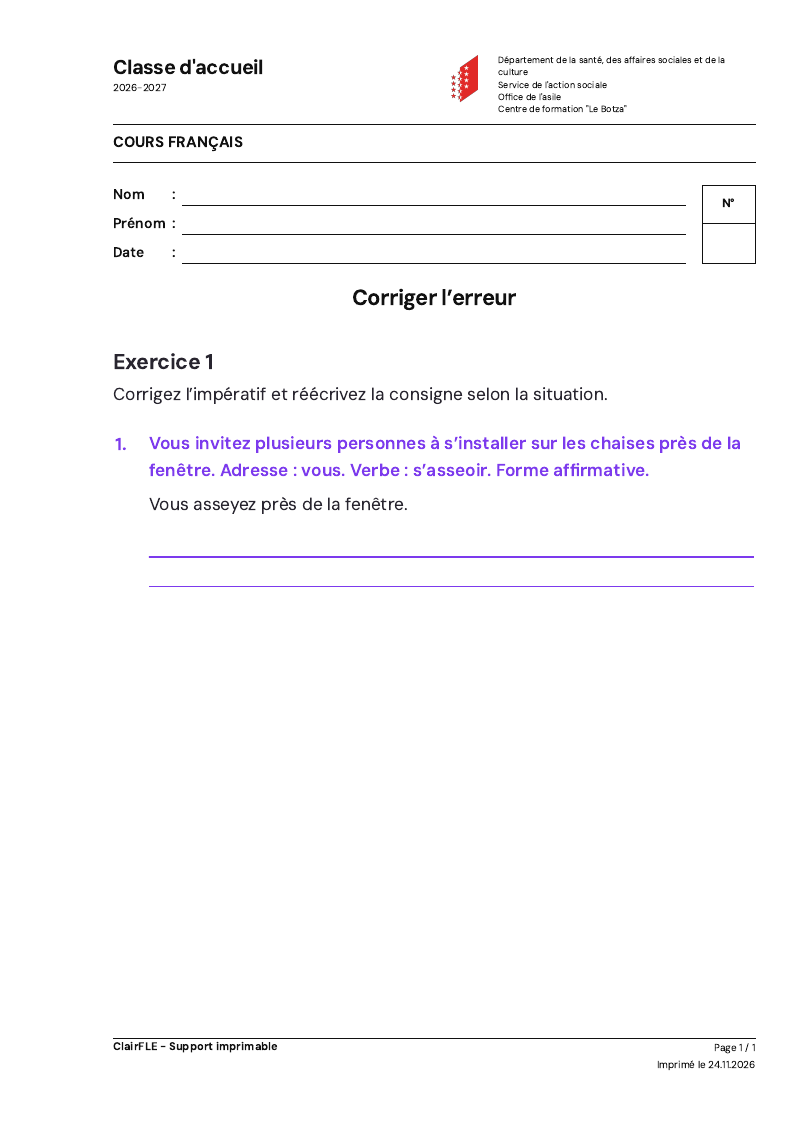 Classe d'accueil
2026-2027
Département de la santé, des affaires sociales et de la
culture
Service de l'action sociale
Office de l'asile
Centre de formation "Le Botza"
COURS FRANÇAIS
Nom :
Prénom :
Date :
N°
Corriger l’erreur
Exercice 1
Corrigez l’impératif et réécrivez la consigne selon la situation.
1. Vous invitez plusieurs personnes à s’installer sur les chaises près de la
fenêtre. Adresse : vous. Verbe : s’asseoir. Forme affirmative.
Vous asseyez près de la fenêtre.
ClairFLE - Support imprimable
Page 1 / 1
Imprimé le 24.11.2026